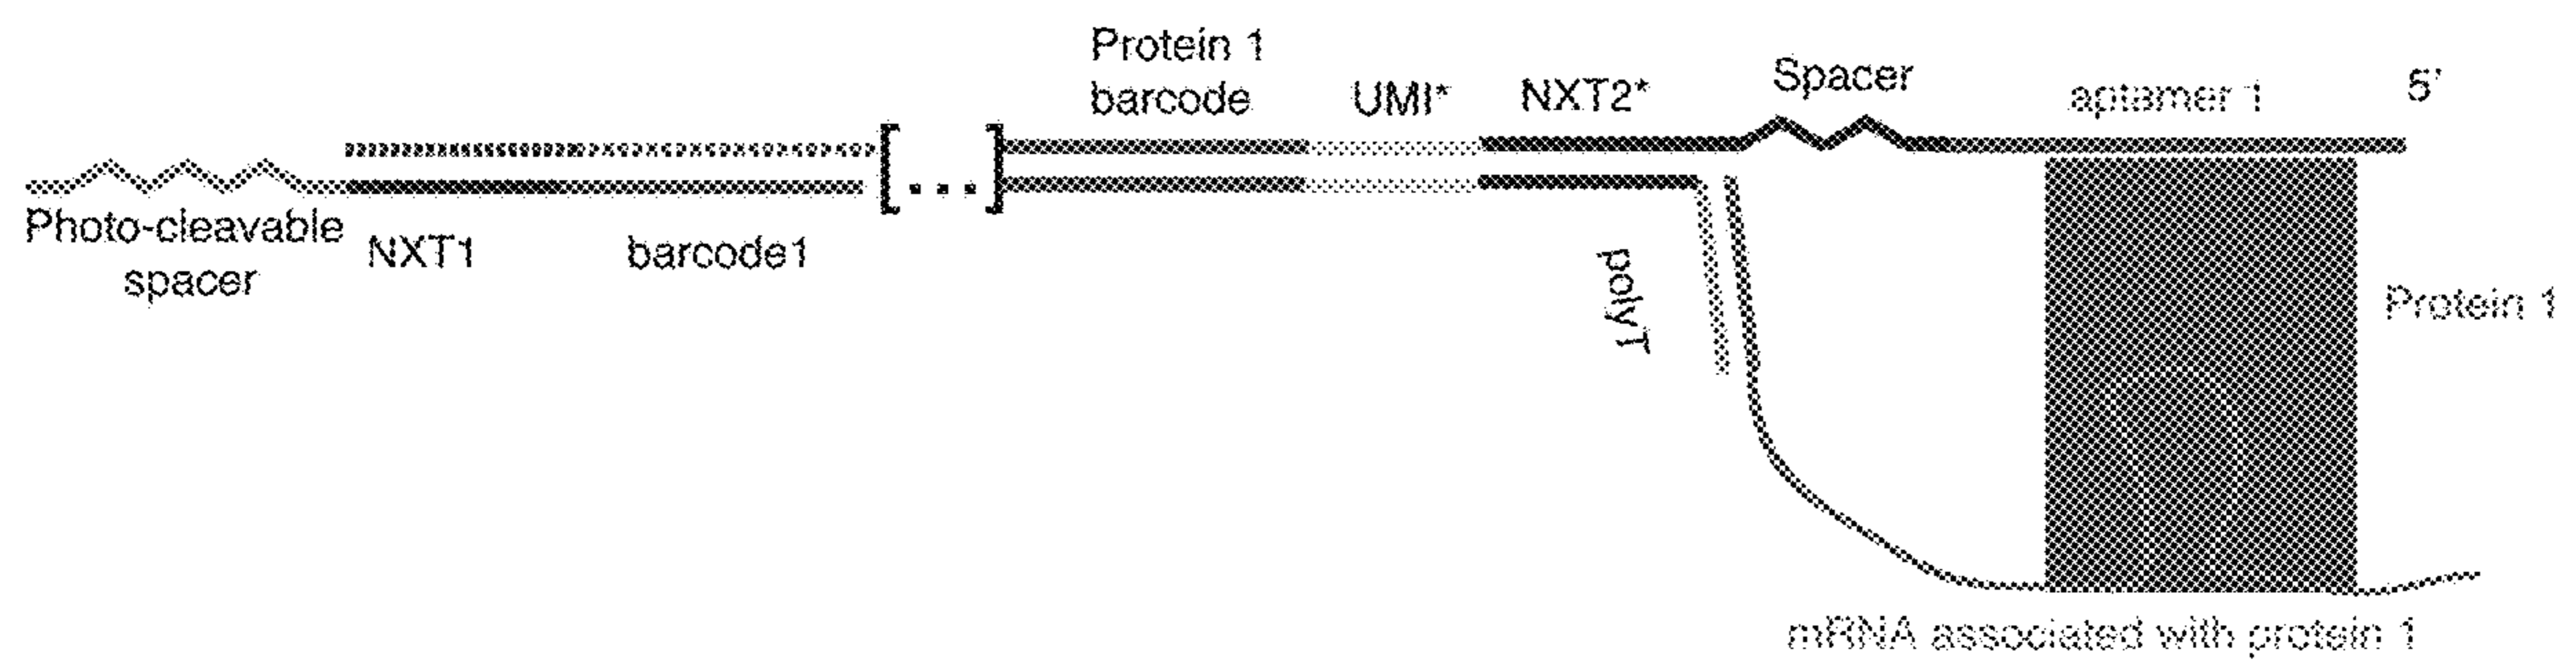 Protein 1
barcode
UMI*
NXT2*
Spacer
aptamer 1
5'
[...]
Photo-cleavable
spacer
NXT1
barcode1
polyT
Protein 1
mRNA associated with protein 1